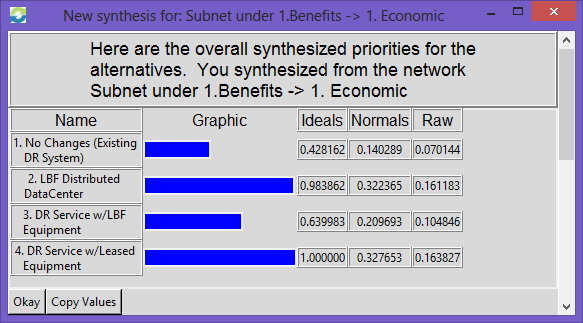 New synthesis for: Subnet under 1.Benefits -> 1. Economic
Here are the overall synthesized priorities for the
alternatives.  You synthesized from the network
Subnet under 1.Benefits -> 1. Economic
Name Graphic Ideals Normals Raw
1. No Changes (Existing
DR System) 0.428162 0.140289 0.070144
2. LBF Distributed
DataCenter 0.983862 0.322365 0.161183
3. DR Service w/LBF
Equipment 0.639983 0.209693 0.104846
4. DR Service w/Leased
Equipment 1.000000 0.327653 0.163827
Okay Copy Values